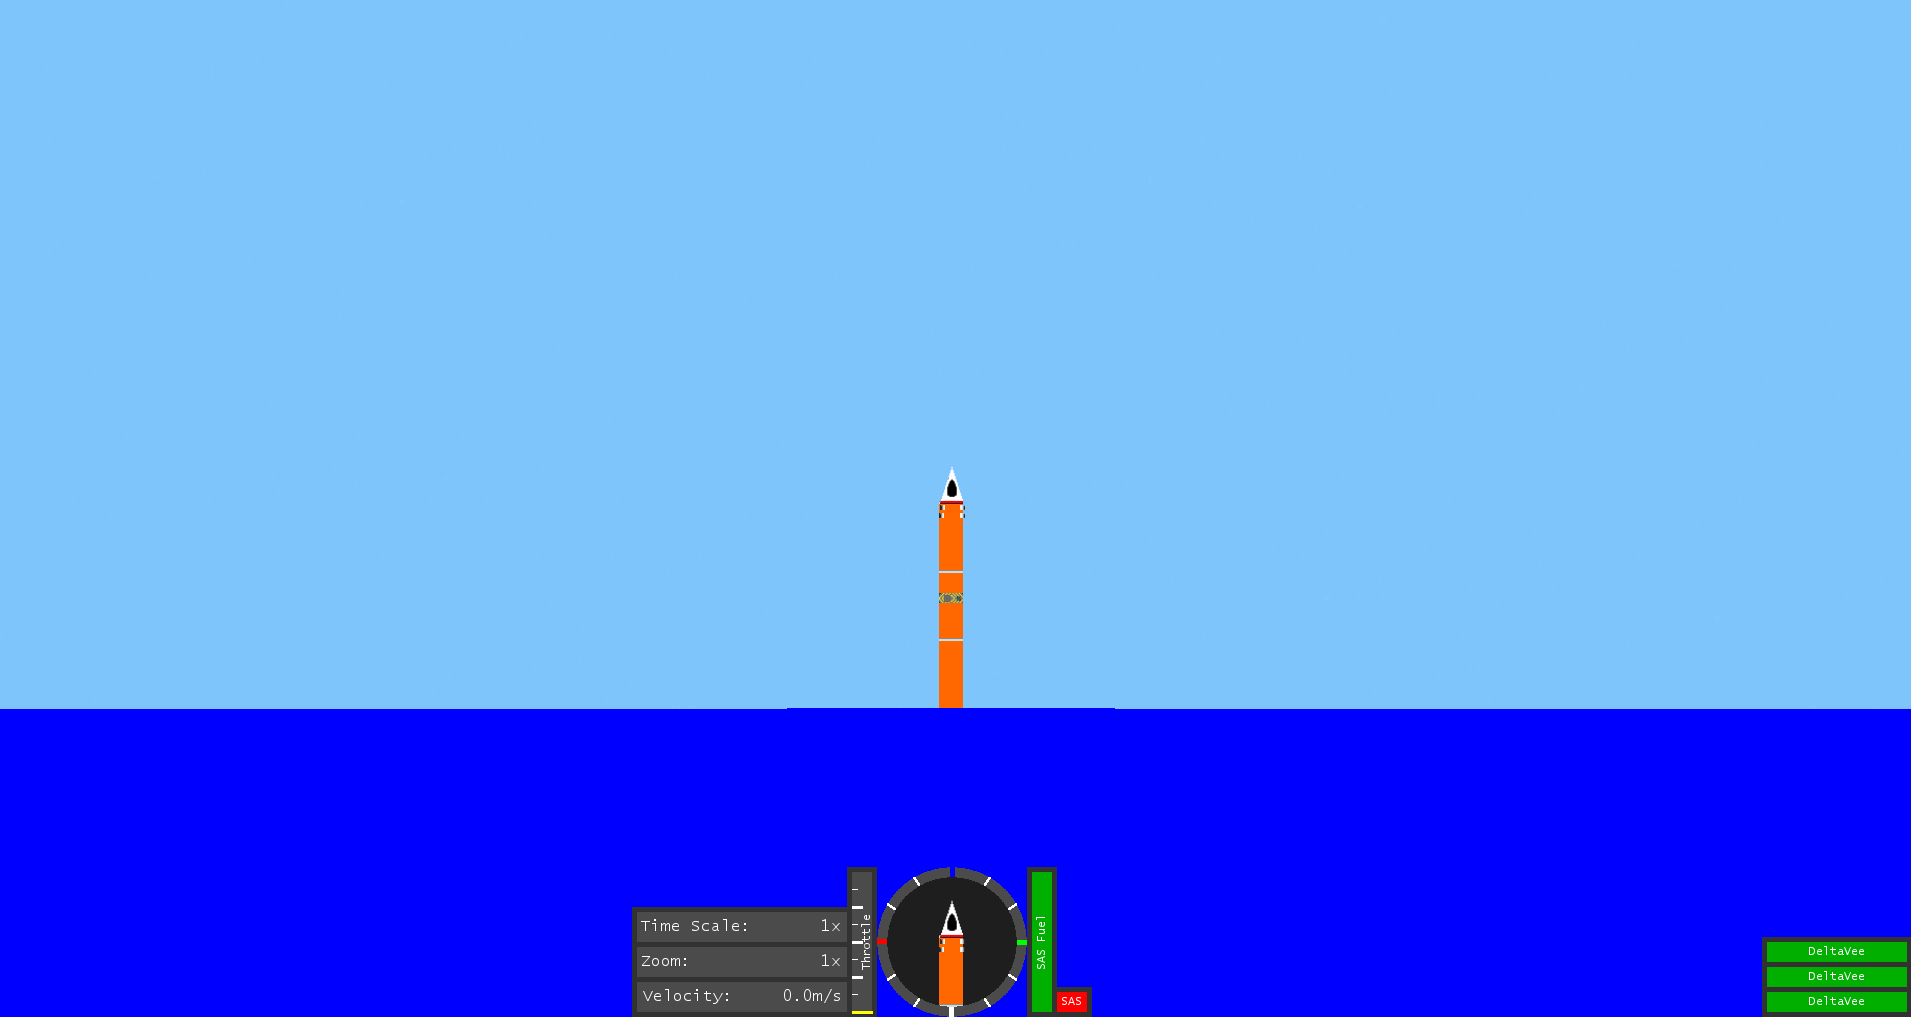 Time Scale: 1x
Zoom: 1x
Velocity: 0.0m/s
Throttle
SAS Fuel
SAS
DeltaVee
DeltaVee
DeltaVee